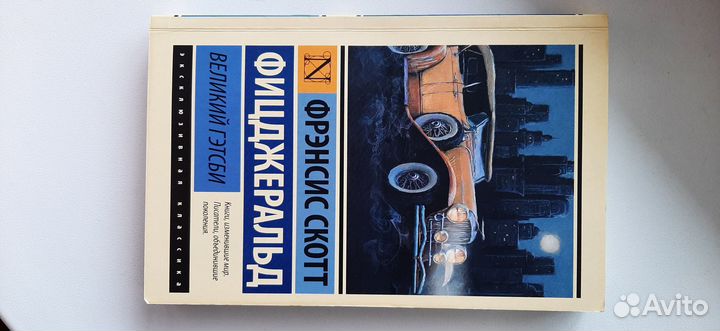 N
ФРЭНСИС СКОТТ
ФИЦДЖЕРАЛЬД
ВЕЛИКИЙ ГЭТСБИ
Книги, изменившие мир.
Писатели, объединившие
поколения.
ЭКСКЛЮЗИВНАЯ КЛАССИКА
Avito